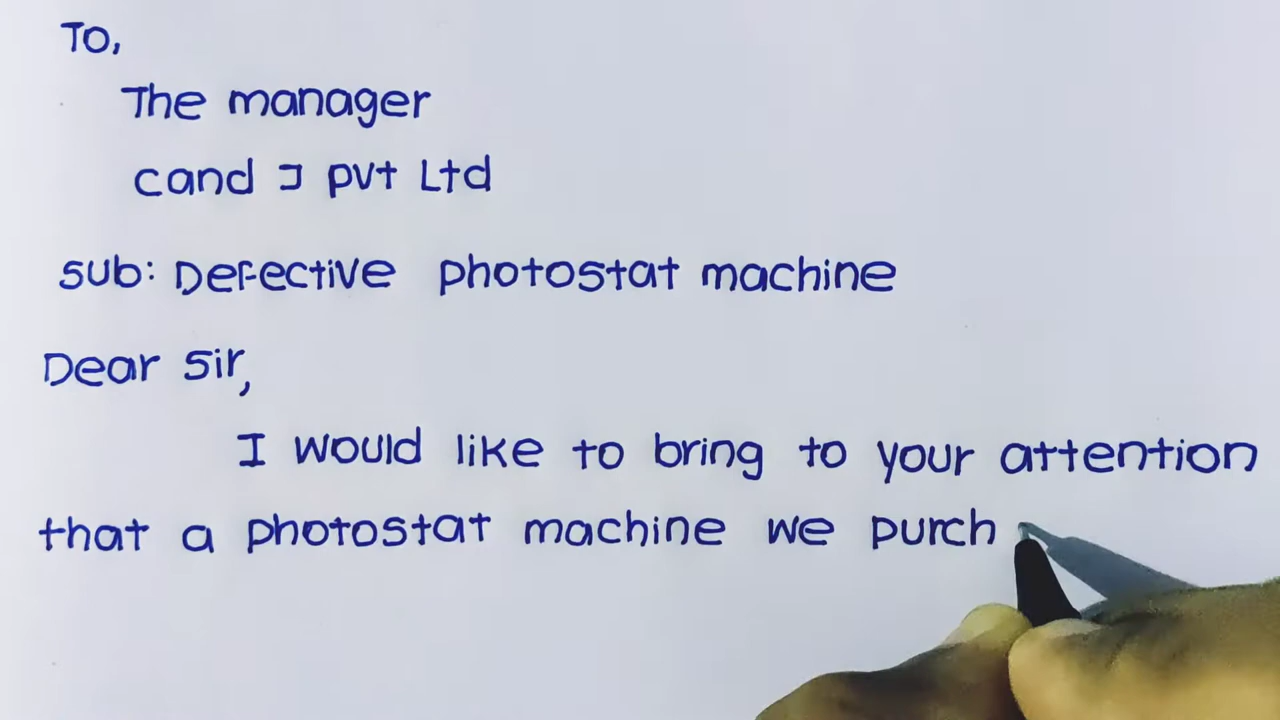 To,
The manager
cand J pvt Ltd
sub: Defective photostat machine
Dear Sir,
I would like to bring to your attention
that a photostat machine we purch